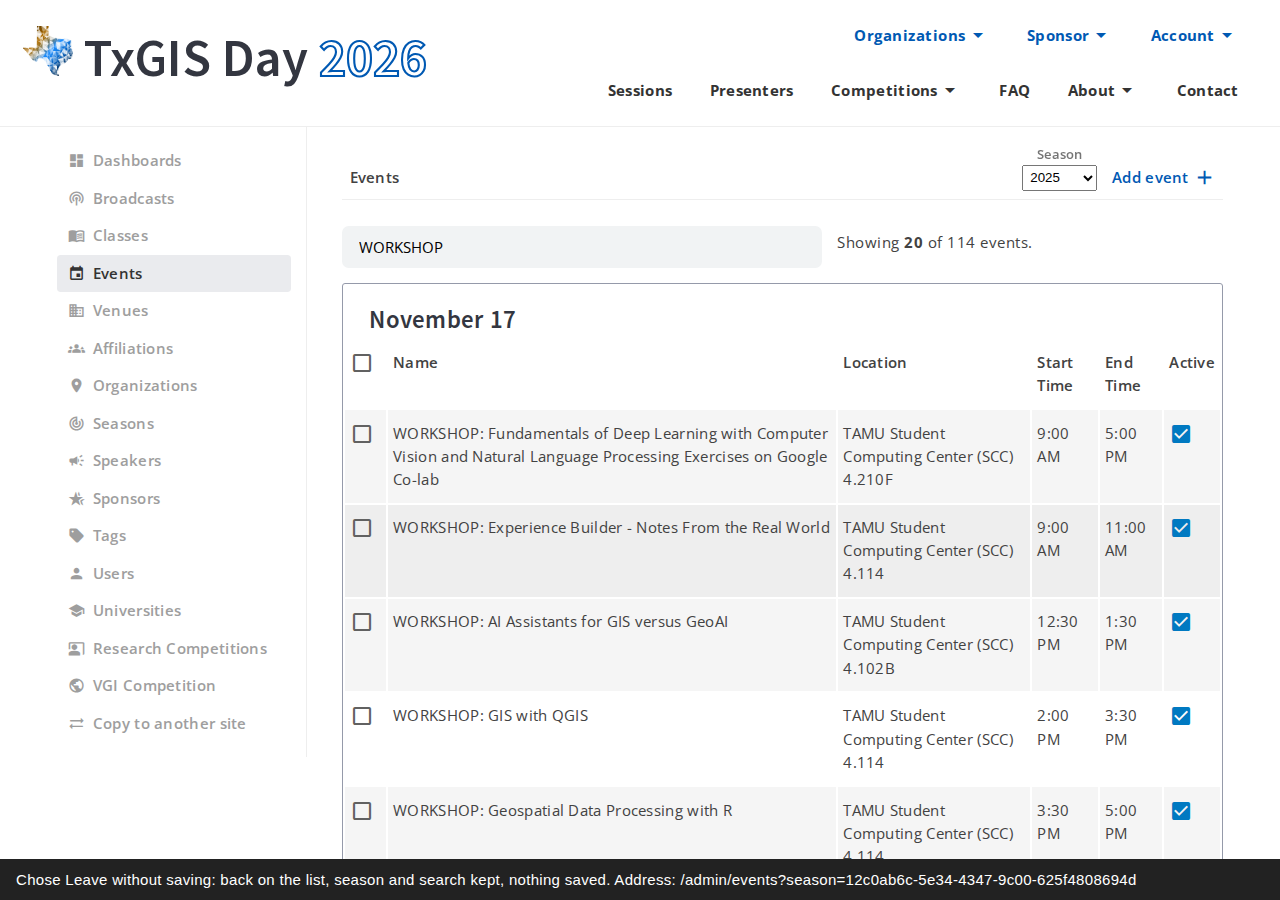 TxGIS Day 2026
Organizations Sponsor Account
Sessions Presenters Competitions FAQ About Contact
Dashboards
Broadcasts
Classes
Events
Venues
Affiliations
Organizations
Seasons
Speakers
Sponsors
Tags
Users
Universities
Research Competitions
VGI Competition
Copy to another site
Season
Events 2025 Add event
WORKSHOP Showing 20 of 114 events.
November 17
Name Location Start Time End Time Active
WORKSHOP: Fundamentals of Deep Learning with Computer
Vision and Natural Language Processing Exercises on Google
Co-lab
TAMU Student
Computing Center (SCC)
4.210F
9:00
AM
5:00
PM
WORKSHOP: Experience Builder - Notes From the Real World
TAMU Student
Computing Center (SCC)
4.114
9:00
AM
11:00
AM
WORKSHOP: AI Assistants for GIS versus GeoAI
TAMU Student
Computing Center (SCC)
4.102B
12:30
PM
1:30
PM
WORKSHOP: GIS with QGIS
TAMU Student
Computing Center (SCC)
4.114
2:00
PM
3:30
PM
WORKSHOP: Geospatial Data Processing with R
TAMU Student
Computing Center (SCC)
4.114
3:30
PM
5:00
PM
Chose Leave without saving: back on the list, season and search kept, nothing saved. Address: /admin/events?season=12c0ab6c-5e34-4347-9c00-625f4808694d